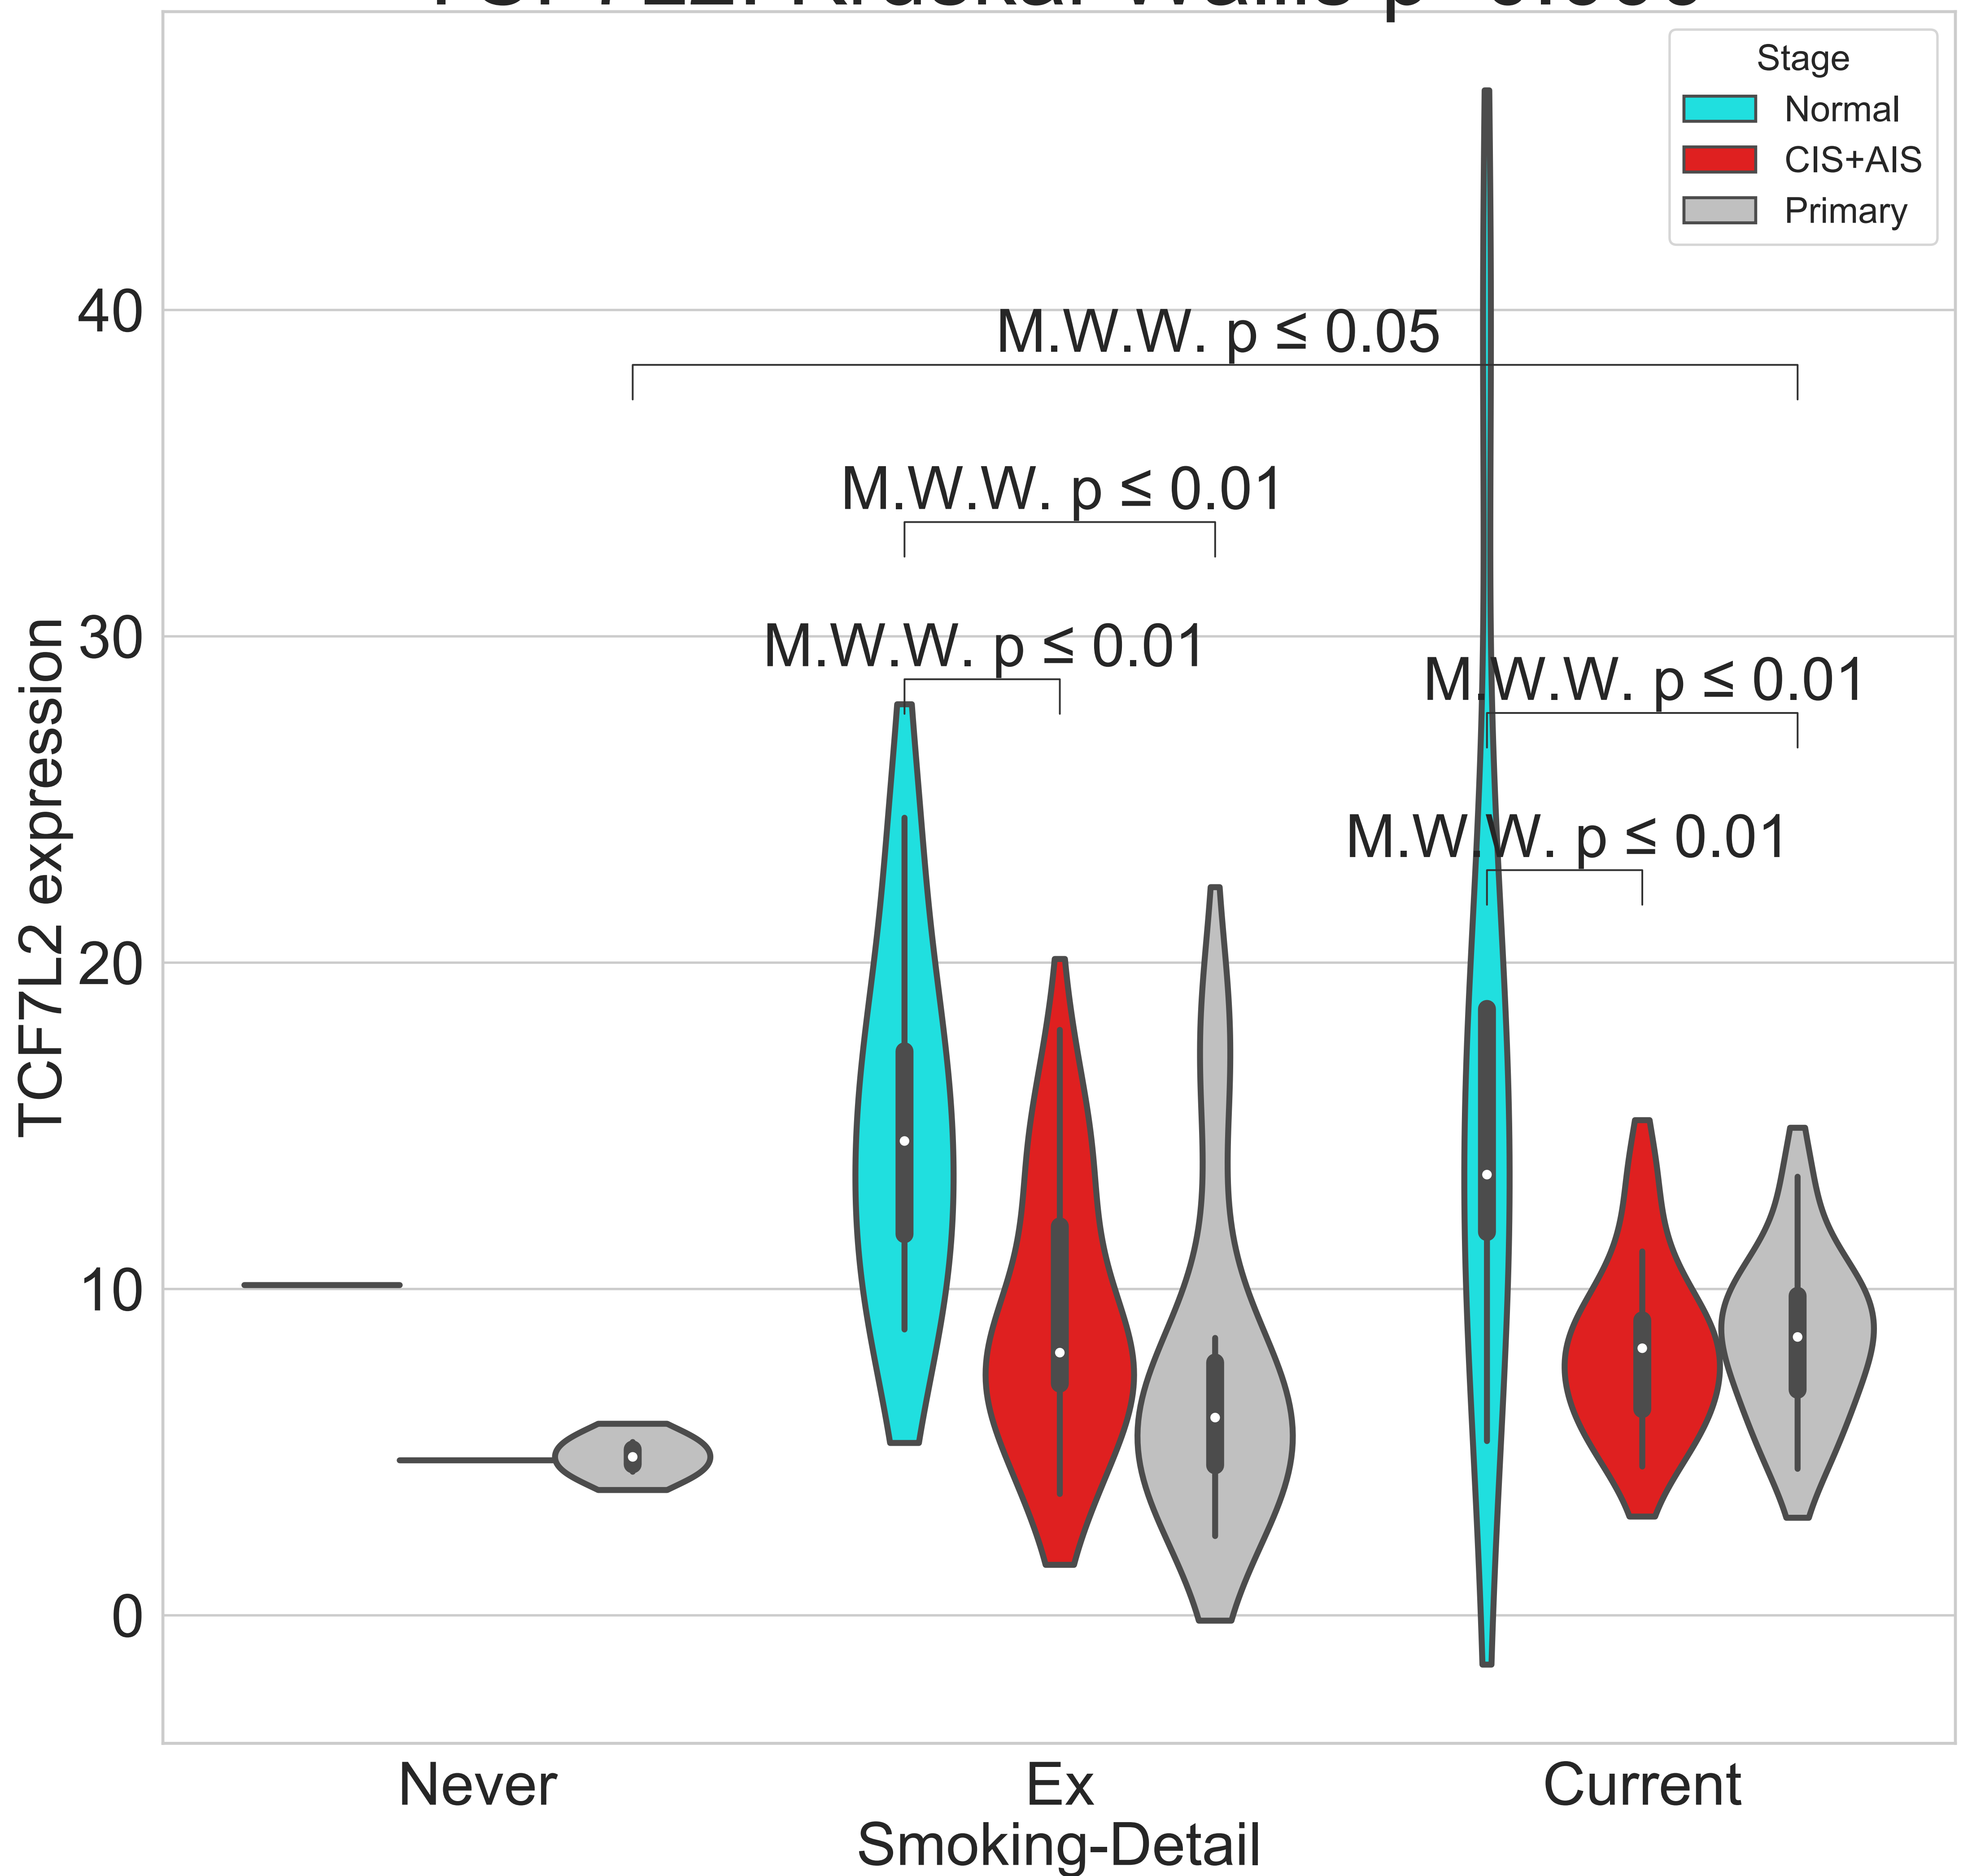 Stage
Normal
CIS+AIS
Primary
40
30
20
10
0
TCF7L2 expression
M.W.W. p ≤ 0.05
M.W.W. p ≤ 0.01
M.W.W. p ≤ 0.01
M.W.W. p ≤ 0.01
M.W.W. p ≤ 0.01
Never
Ex
Current
Smoking-Detail